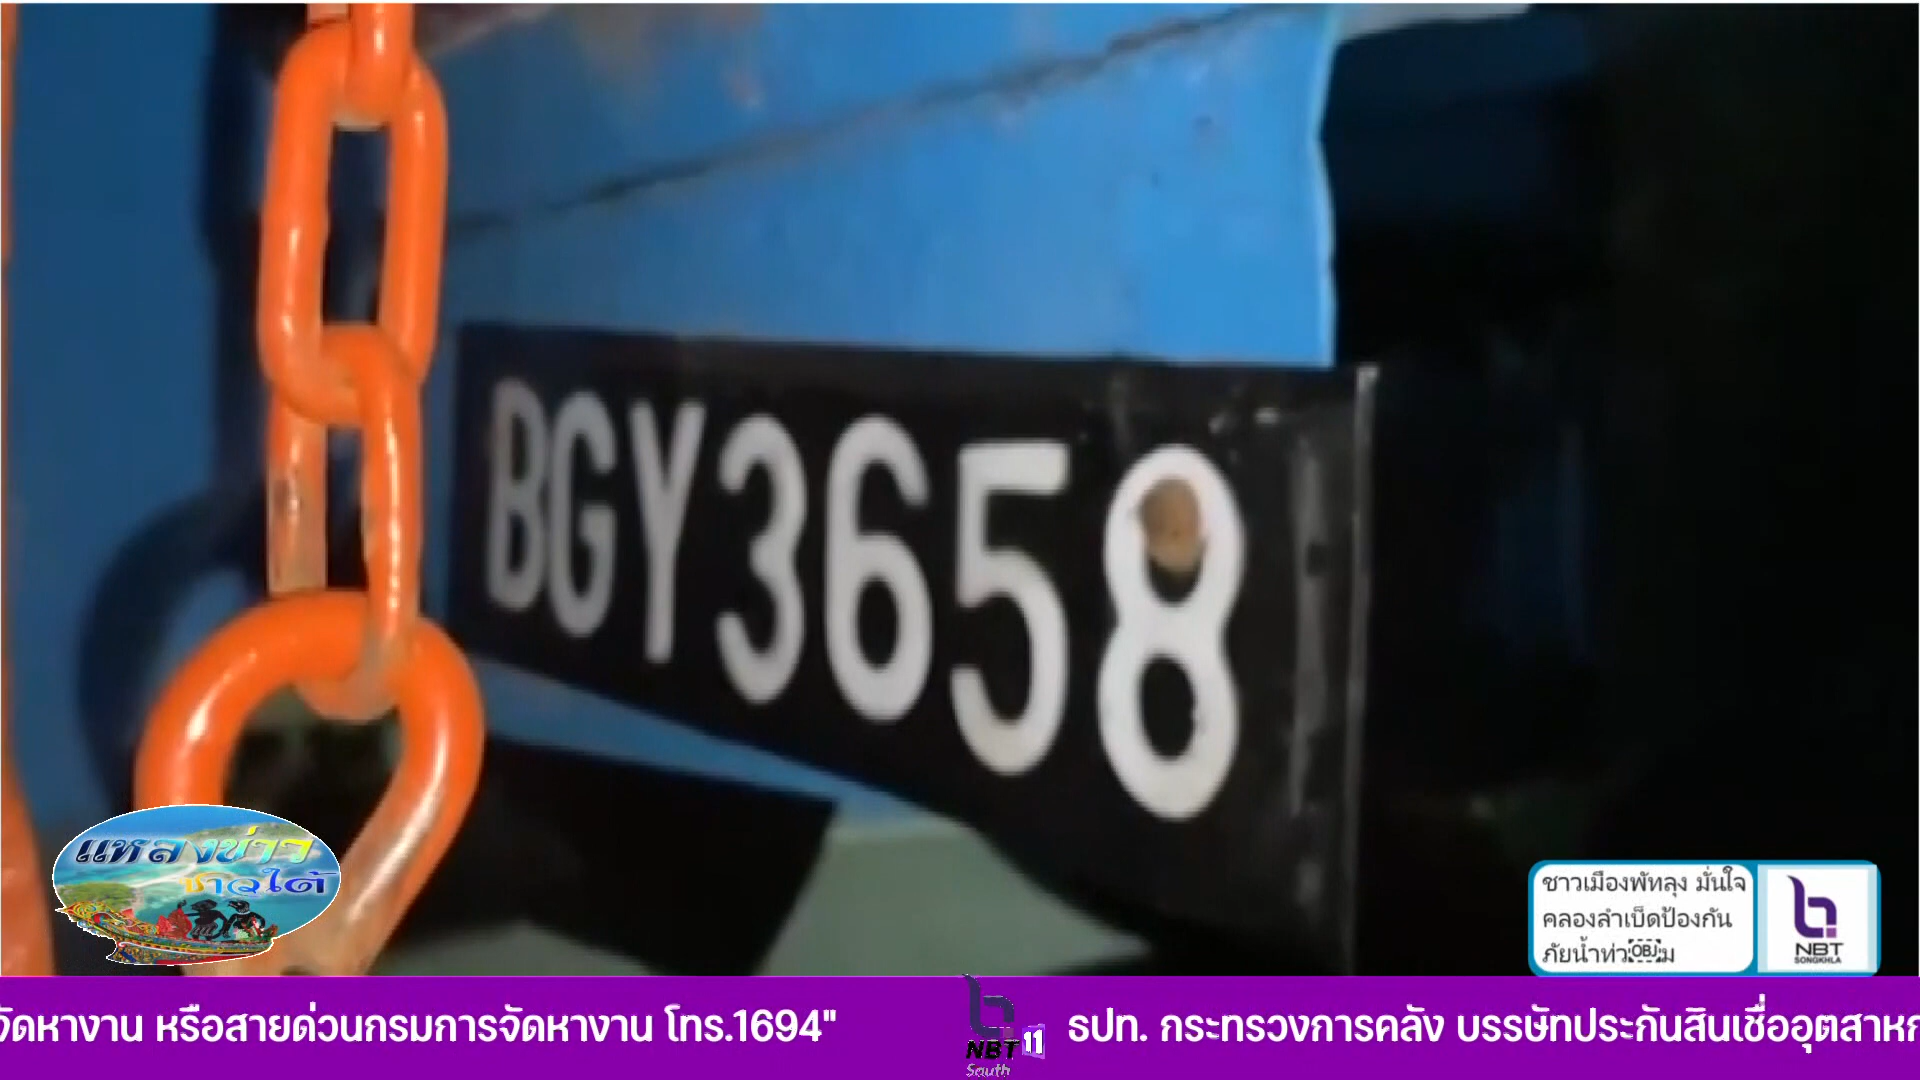 BGY3658
แหลงข่าว
ชาวใต้
ชาวเมืองพัทลุง มั่นใจ
คลองลำเบ็ดป้องกัน
ภัยน้ำท่วOBJม
NBT
SONGKHLA
จัดหางาน หรือสายด่วนกรมการจัดหางาน โทร.1694"
NBT 11
South
ธปท. กระทรวงการคลัง บรรษัทประกันสินเชื่ออุตสาหก